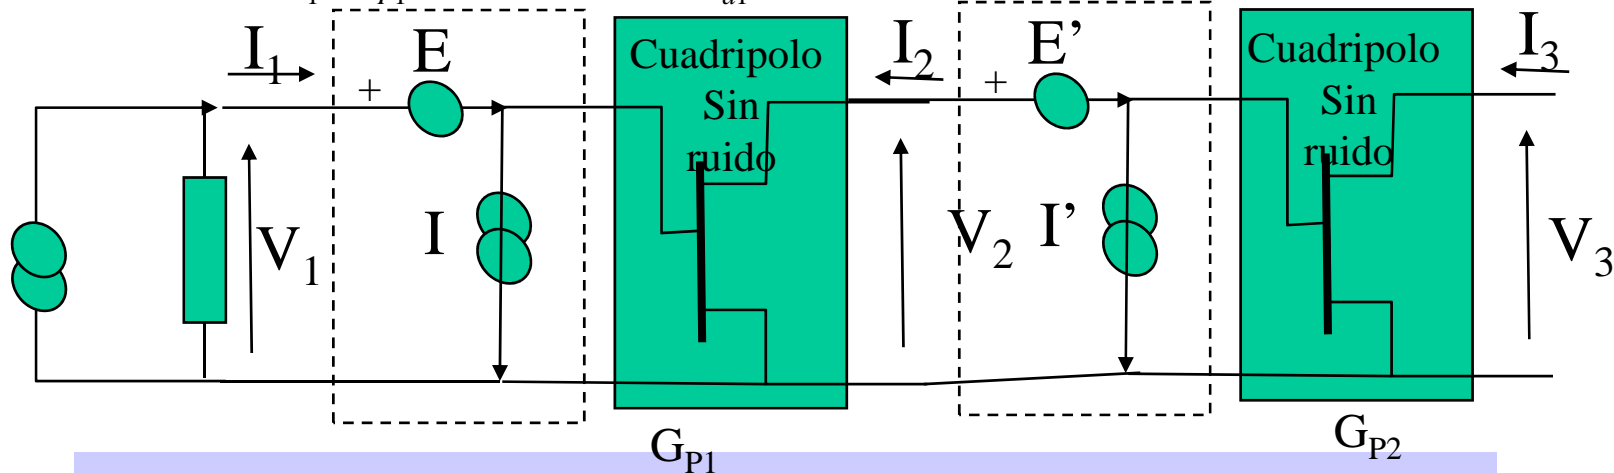 I1
+
E
I
V1
Cuadripolo
Sin
ruido
GP1
I2
V2
+
E’
I’
Cuadripolo
Sin
ruido
GP2
I3
V3